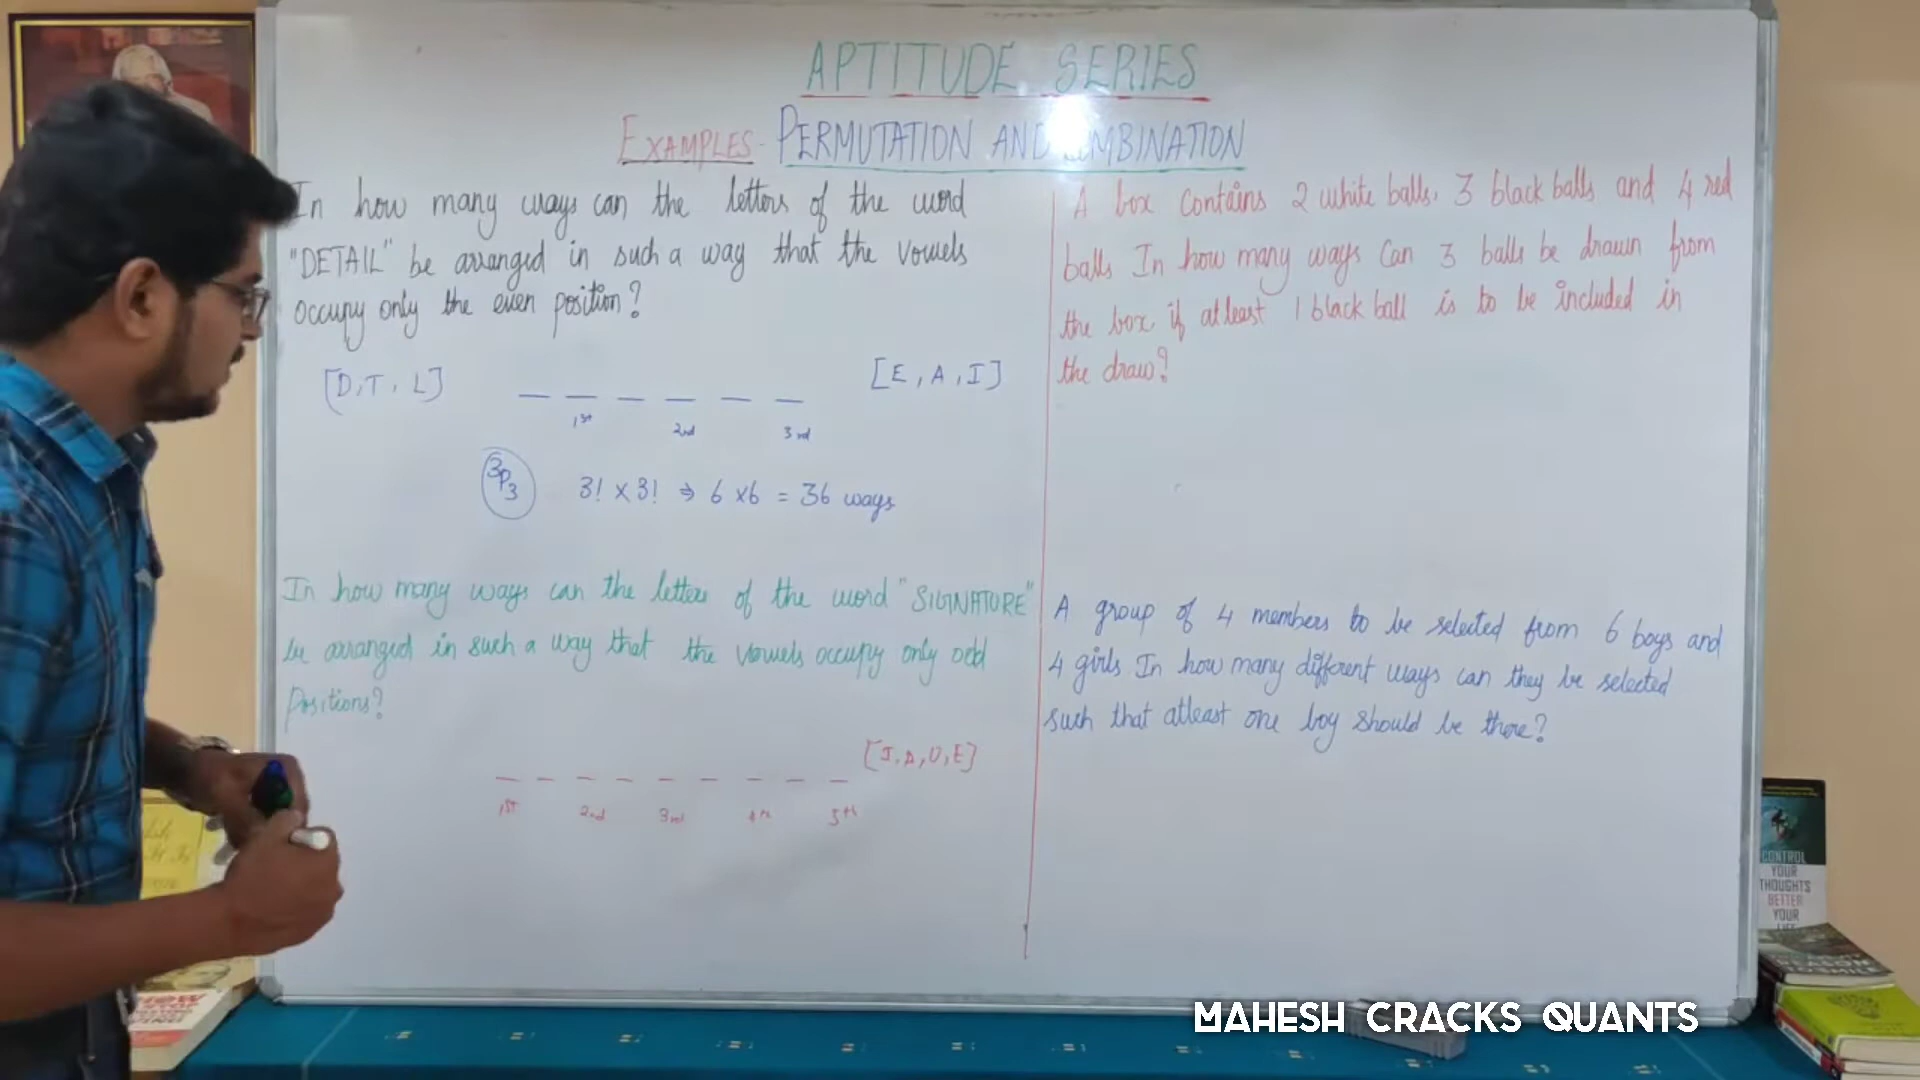 APTITUDE SERIES
EXAMPLES - PERMUTATION AND COMBINATION
In how many ways can the letters of the word
"DETAIL" be arranged in such a way that the vowels
occupy only the even position?
[D, T, L]
[E, A, I]
1st 2nd 3rd
3P3 3! × 3! ⇒ 6 × 6 = 36 ways
In how many ways can the letters of the word "SIGNATURE"
be arranged in such a way that the vowels occupy only odd
Positions?
[I, A, U, E]
1st 2nd 3rd 4th 5th
A box contains 2 white balls, 3 black balls and 4 red
balls In how many ways can 3 balls be drawn from
the box, if atleast 1 black ball is to be included in
the draw?
A group of 4 members to be selected from 6 boys and
4 girls In how many different ways can they be selected
such that atleast one boy should be there?
CONTROL
YOUR
THOUGHTS
BETTER
YOUR
LIFE
HOW
MAHESH CRACKS QUANTS